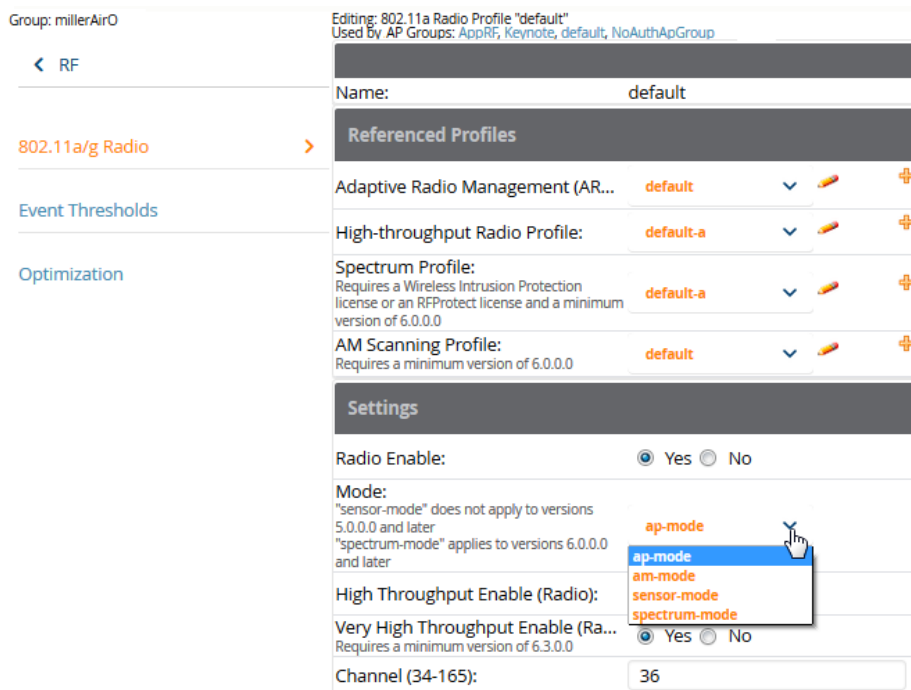 Group: millerAirO
Editing: 802.11a Radio Profile "default"
Used by AP Groups: AppRF, Keynote, default, NoAuthApGroup
RF
802.11a/g Radio
Event Thresholds
Optimization
Name: default
Referenced Profiles
Adaptive Radio Management (AR... default
High-throughput Radio Profile: default-a
Spectrum Profile:
Requires a Wireless Intrusion Protection
license or an RFProtect license and a minimum
version of 6.0.0.0
default-a
AM Scanning Profile:
Requires a minimum version of 6.0.0.0
default
Settings
Radio Enable: Yes No
Mode:
"sensor-mode" does not apply to versions
5.0.0.0 and later
"spectrum-mode" applies to versions 6.0.0.0
and later
ap-mode
ap-mode
am-mode
sensor-mode
spectrum-mode
High Throughput Enable (Radio):
Very High Throughput Enable (Ra... Yes No
Requires a minimum version of 6.3.0.0
Channel (34-165): 36